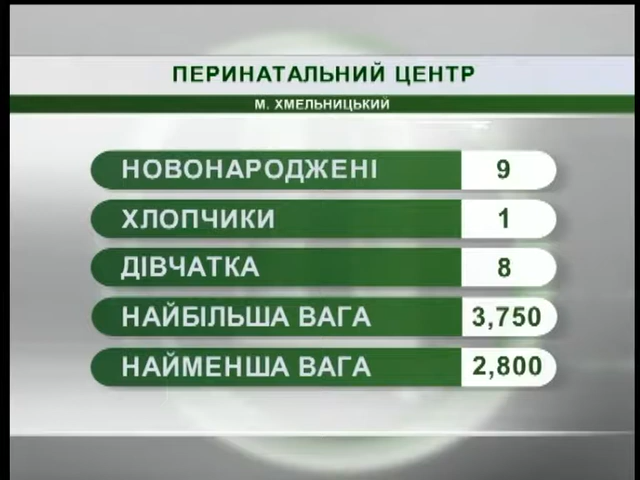 ПЕРИНАТАЛЬНИЙ ЦЕНТР
М. ХМЕЛЬНИЦЬКИЙ
НОВОНАРОДЖЕНІ 9
ХЛОПЧИКИ 1
ДІВЧАТКА 8
НАЙБІЛЬША ВАГА 3,750
НАЙМЕНША ВАГА 2,800